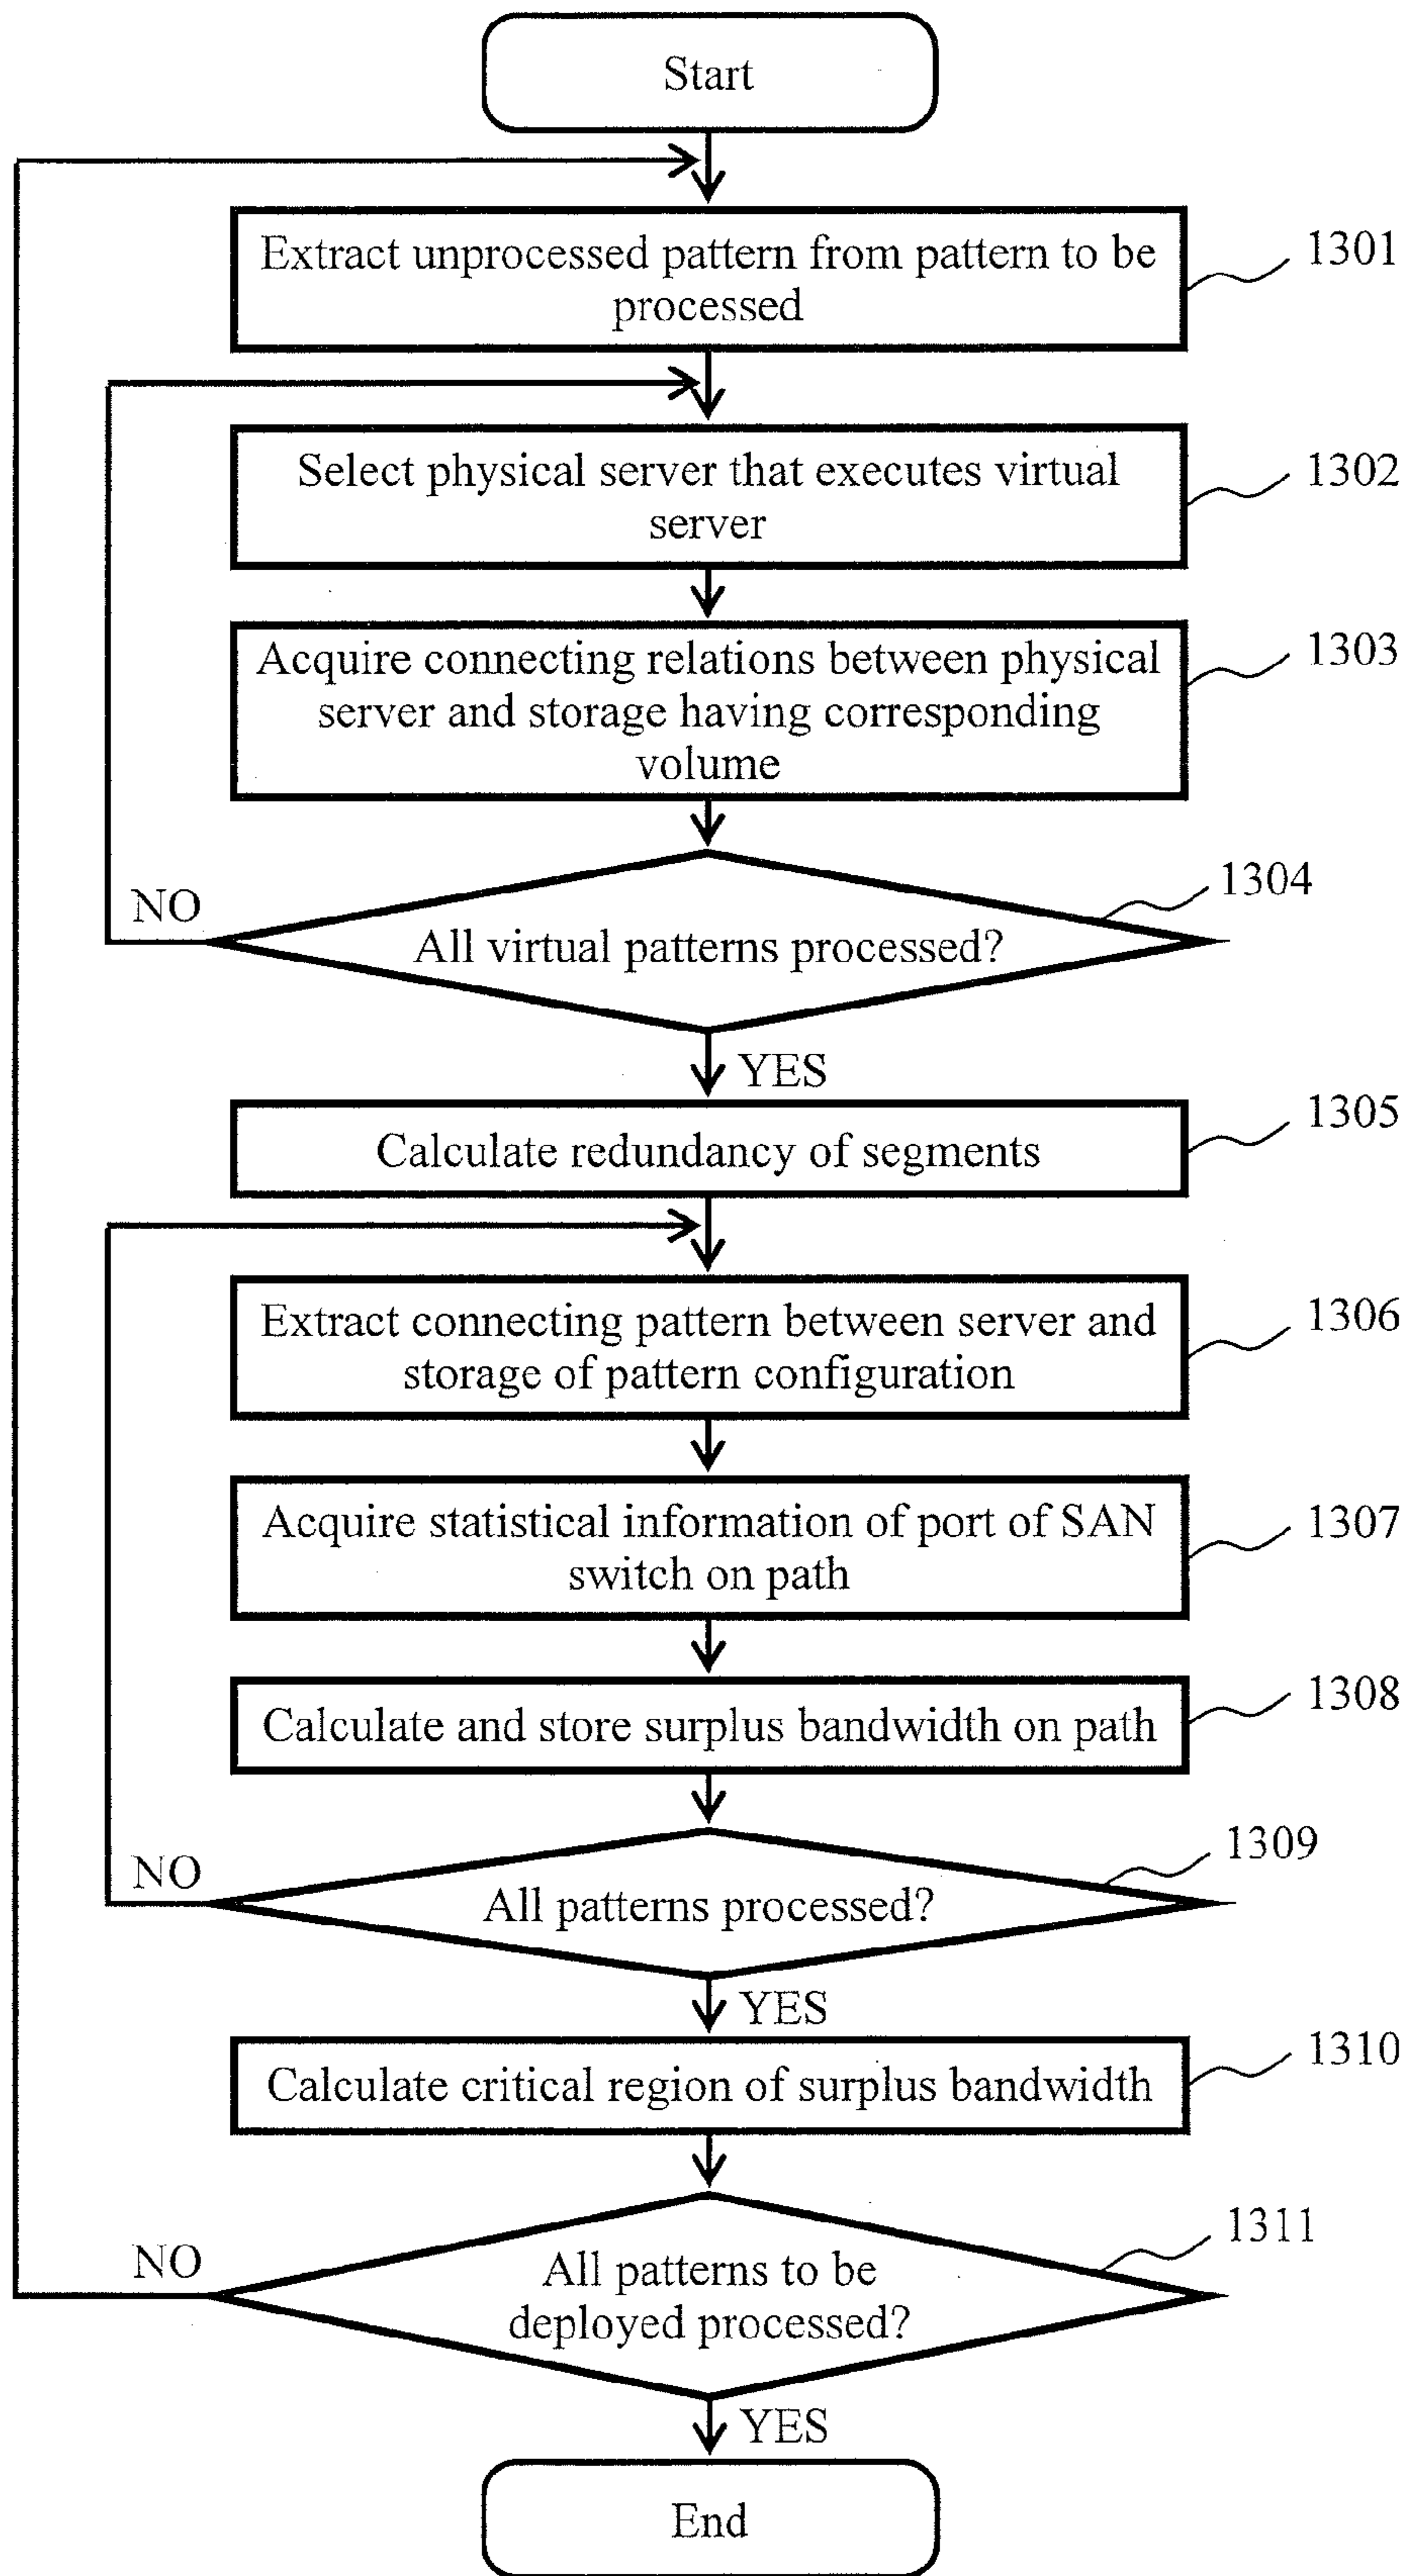 Start
Extract unprocessed pattern from pattern to be
processed
1301
Select physical server that executes virtual
server
1302
Acquire connecting relations between physical
server and storage having corresponding
volume
1303
All virtual patterns processed?
1304
NO
YES
Calculate redundancy of segments
1305
Extract connecting pattern between server and
storage of pattern configuration
1306
Acquire statistical information of port of SAN
switch on path
1307
Calculate and store surplus bandwidth on path
1308
All patterns processed?
1309
NO
YES
Calculate critical region of surplus bandwidth
1310
All patterns to be
deployed processed?
1311
NO
YES
End